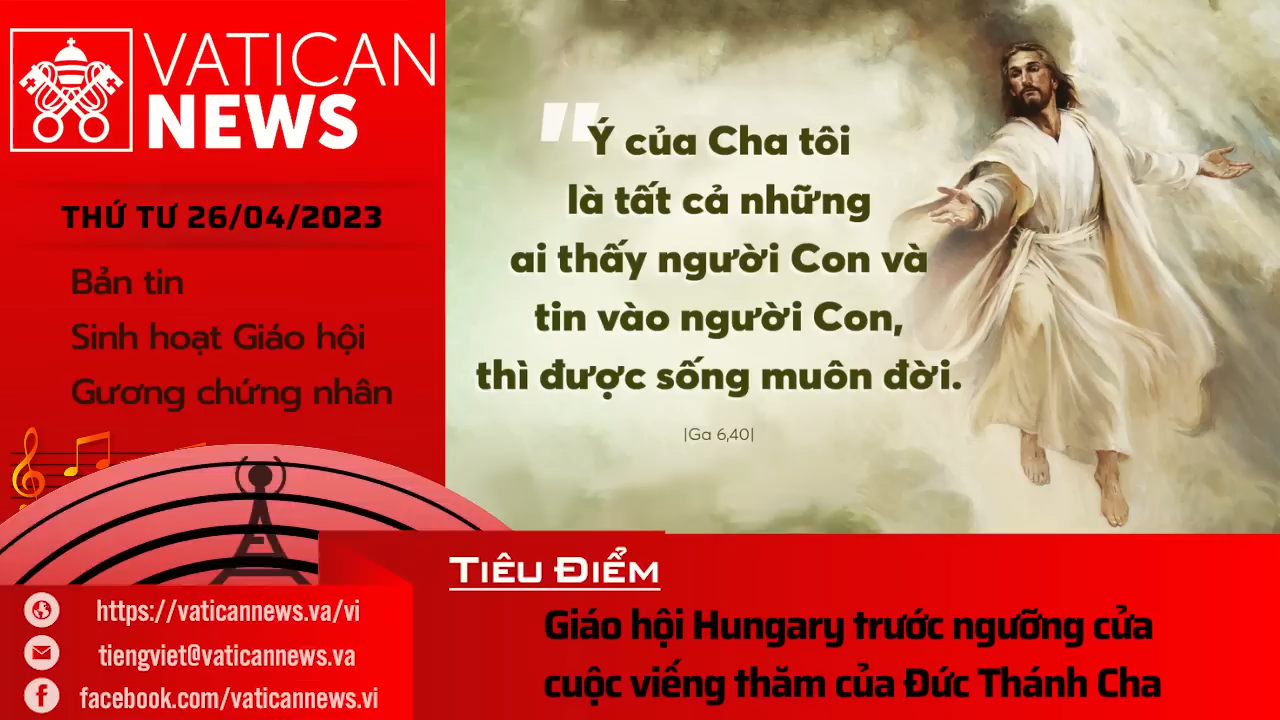 VATICAN
NEWS
THỨ TƯ 26/04/2023
Bản tin
Sinh hoạt Giáo hội
Gương chứng nhân
"Ý của Cha tôi
là tất cả những
ai thấy người Con và
tin vào người Con,
thì được sống muôn đời.
|Ga 6,40|
TIÊU ĐIỂM
Giáo hội Hungary trước ngưỡng cửa
cuộc viếng thăm của Đức Thánh Cha
https://vaticannews.va/vi
tiengviet@vaticannews.va
facebook.com/vaticannews.vi